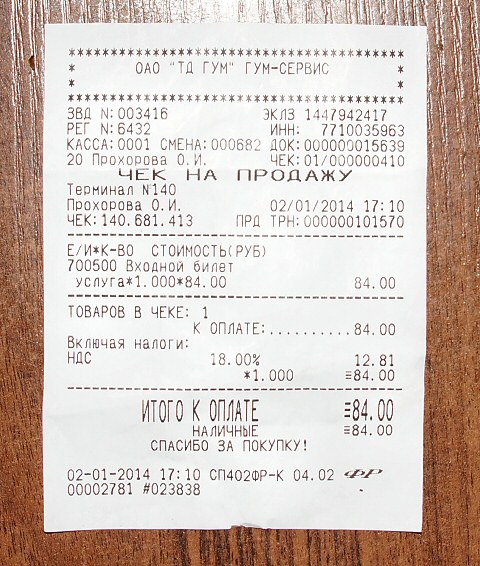 ************************************
* ОАО "ТД ГУМ" ГУМ-СЕРВИС *
* *
************************************
ЗВД N:003416 ЭКЛЗ 1447942417
РЕГ N:6432 ИНН: 7710035963
КАССА:0001 СМЕНА:000682 ДОК:000000015639
20 Прохорова О.И. ЧЕК:01/000000410
ЧЕК НА ПРОДАЖУ
Терминал N140
Прохорова О.И. 02/01/2014 17:10
ЧЕК:140.681.413 ПРД ТРН:000000101570
----------------------------------------
Е/И*К-ВО СТОИМОСТЬ(РУБ)
700500 Входной билет
услуга*1.000*84.00 84.00
----------------------------------------
ТОВАРОВ В ЧЕКЕ: 1
К ОПЛАТЕ:..........84.00
Включая налоги:
НДС 18.00% 12.81
*1.000 ≡84.00
----------------------------------------
ИТОГО К ОПЛАТЕ ≡84.00
НАЛИЧНЫЕ ≡84.00
СПАСИБО ЗА ПОКУПКУ!
02-01-2014 17:10 СП402ФР-К 04.02 ФР
00002781 #023838